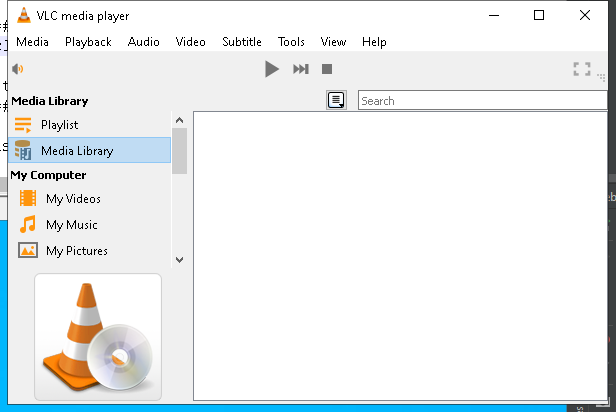 VLC media player
Media Playback Audio Video Subtitle Tools View Help
Media Library
Search
Playlist
Media Library
My Computer
My Videos
My Music
My Pictures